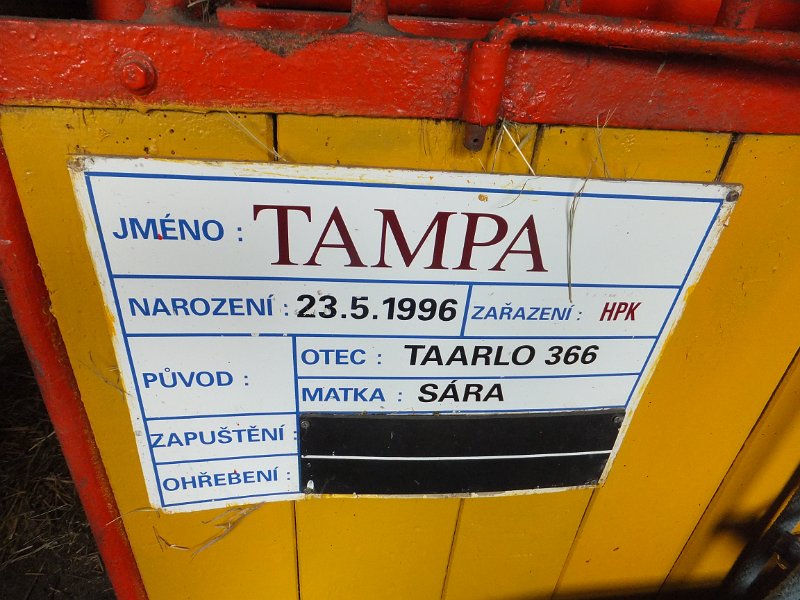 JMÉNO : TAMPA
NAROZENÍ : 23.5.1996 ZAŘAZENÍ : HPK
PŮVOD : OTEC : TAARLO 366
MATKA : SÁRA
ZAPUŠTĚNÍ :
OHŘEBENÍ :